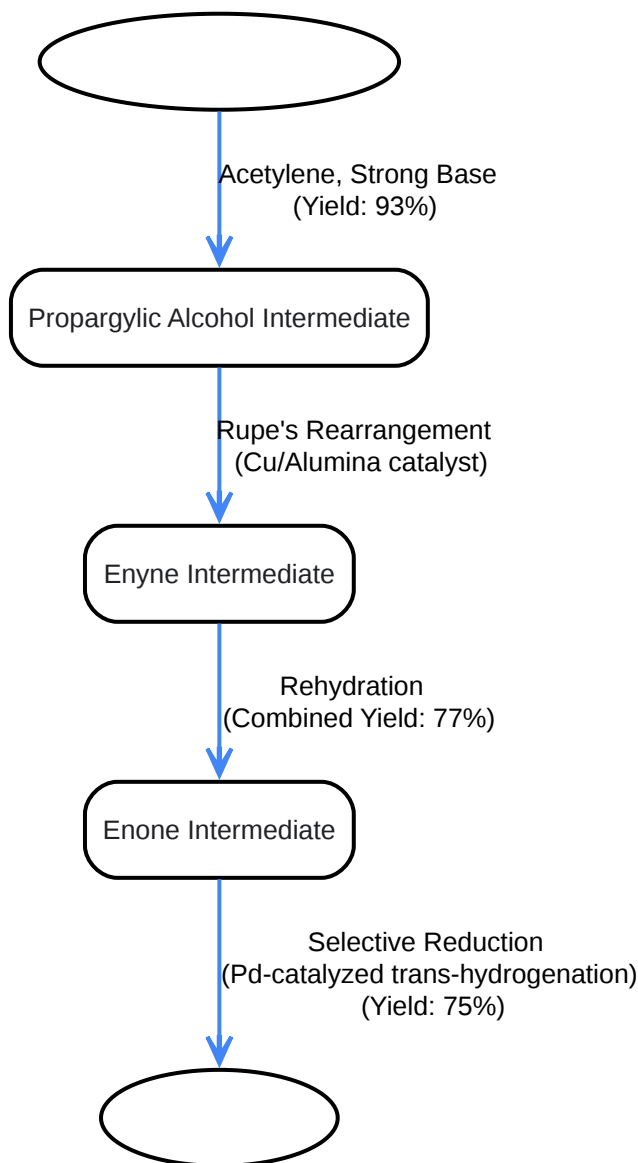 Acetylene, Strong Base
(Yield: 93%)
Propargylic Alcohol Intermediate
Rupe's Rearrangement
(Cu/Alumina catalyst)
Enyne Intermediate
Rehydration
(Combined Yield: 77%)
Enone Intermediate
Selective Reduction
(Pd-catalyzed trans-hydrogenation)
(Yield: 75%)